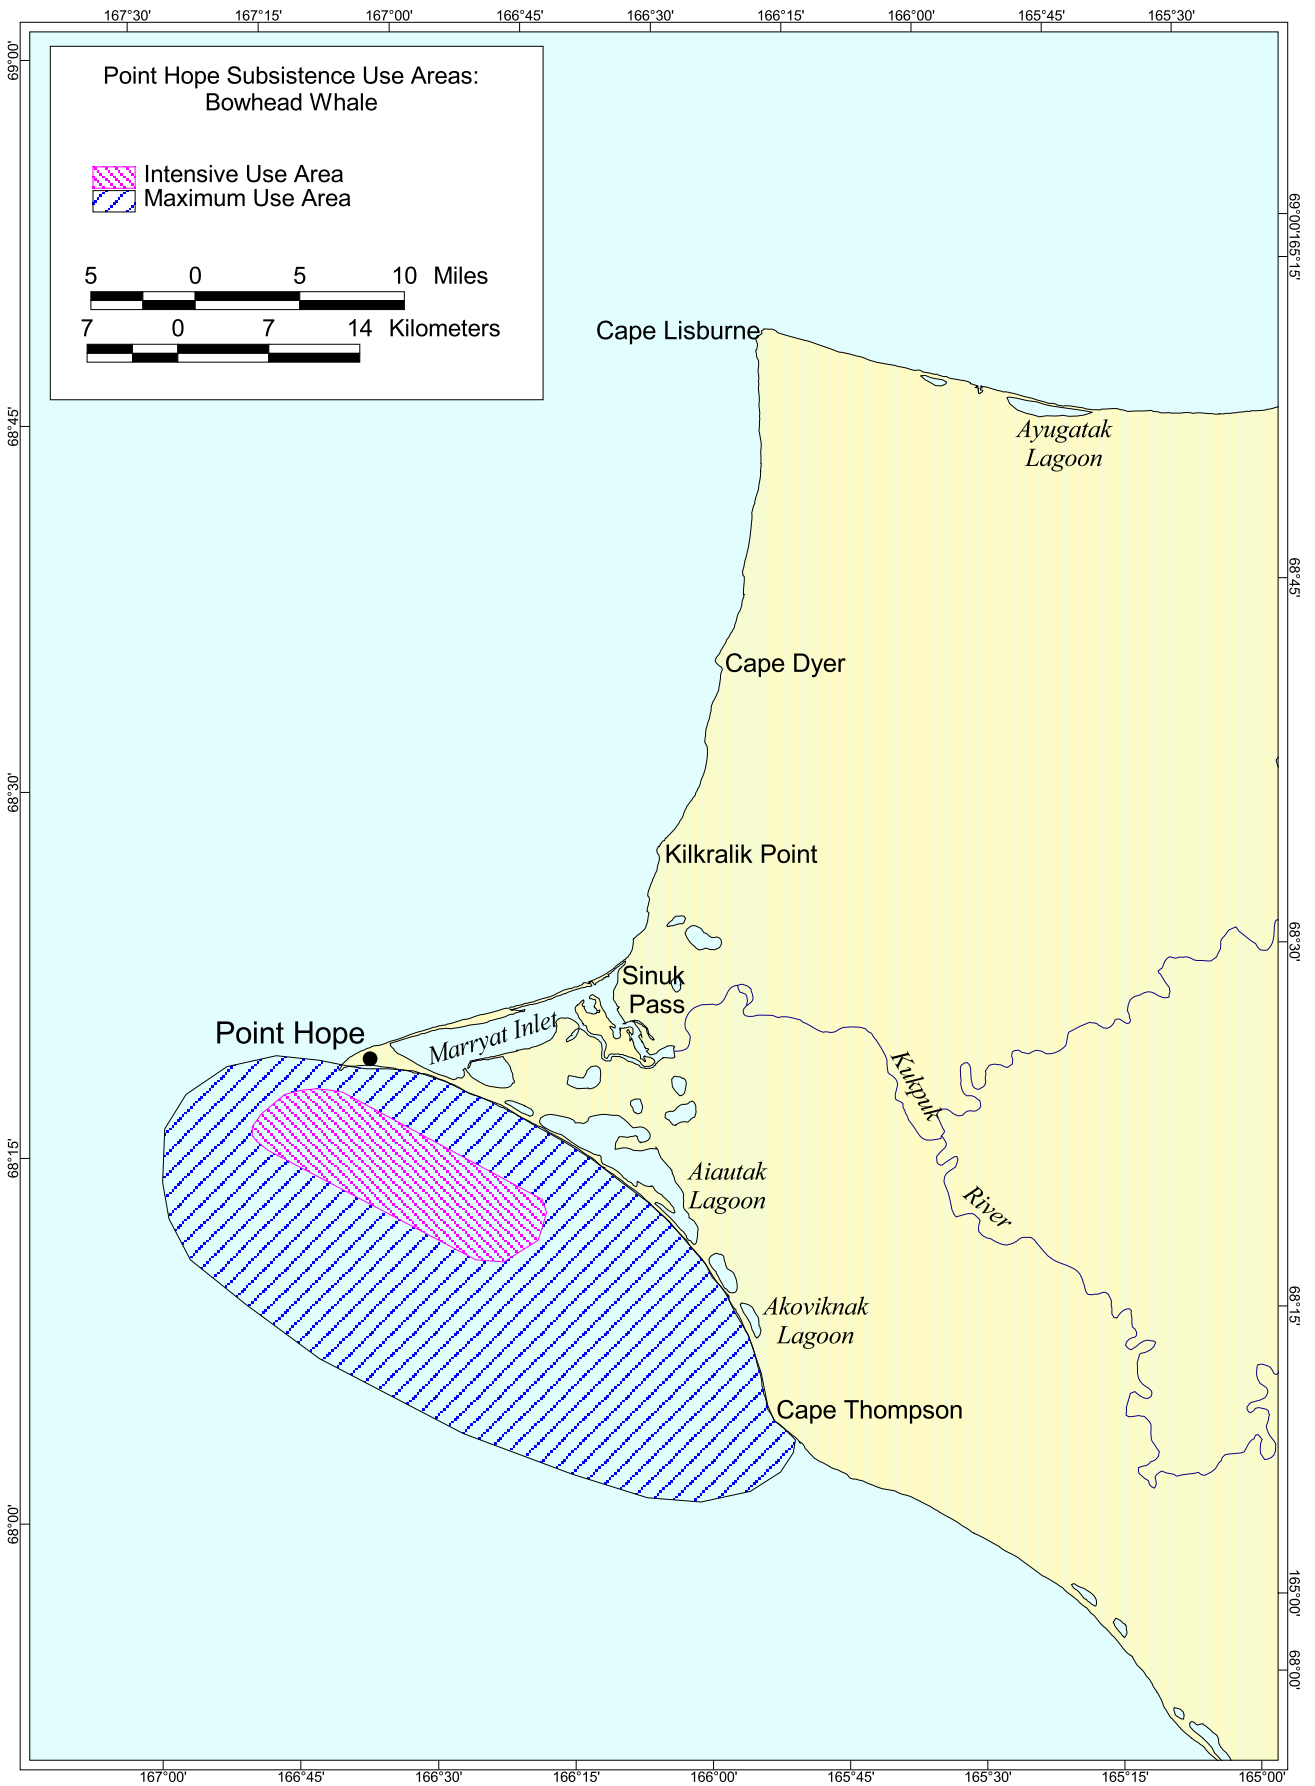 167°30' 167°15' 167°00' 166°45' 166°30' 166°15' 166°00' 165°45' 165°30'
69°00'
Point Hope Subsistence Use Areas:
Bowhead Whale
Intensive Use Area
Maximum Use Area
5 0 5 10 Miles
7 0 7 14 Kilometers
69°00'
165°15'
Cape Lisburne
68°45'
Ayugatak
Lagoon
68°45'
Cape Dyer
68°30'
Kilkralik Point
68°30'
Sinuk
Pass
Point Hope
Marryat Inlet
Kukpuk
River
68°15'
Aiautak
Lagoon
Akoviknak
Lagoon
68°15'
Cape Thompson
68°00'
165°00'
68°00'
167°00' 166°45' 166°30' 166°15' 166°00' 165°45' 165°30' 165°15' 165°00'